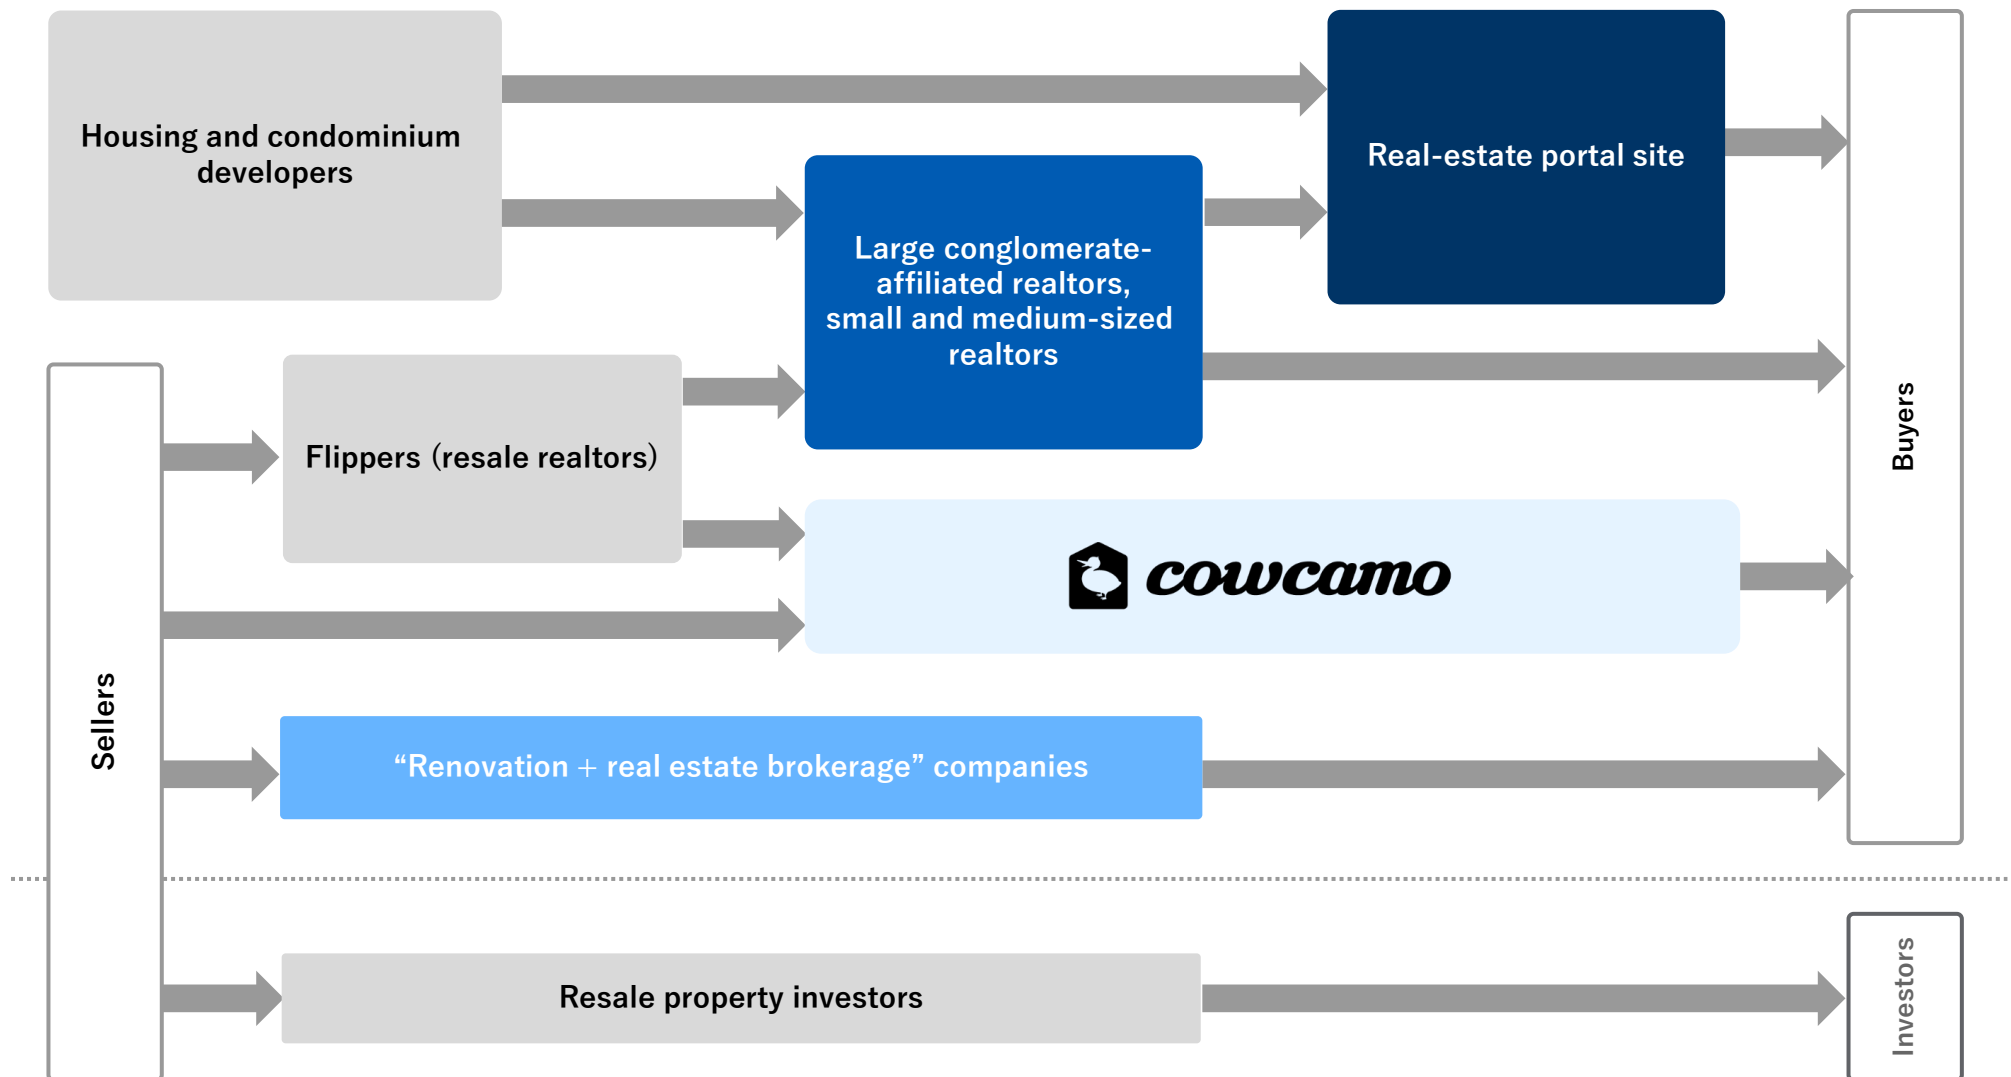 Housing and condominium
developers
Real-estate portal site
Large conglomerate-
affiliated realtors,
small and medium-sized
realtors
Buyers
Flippers (resale realtors)
cowcamo
Sellers
“Renovation + real estate brokerage” companies
Resale property investors
Investors